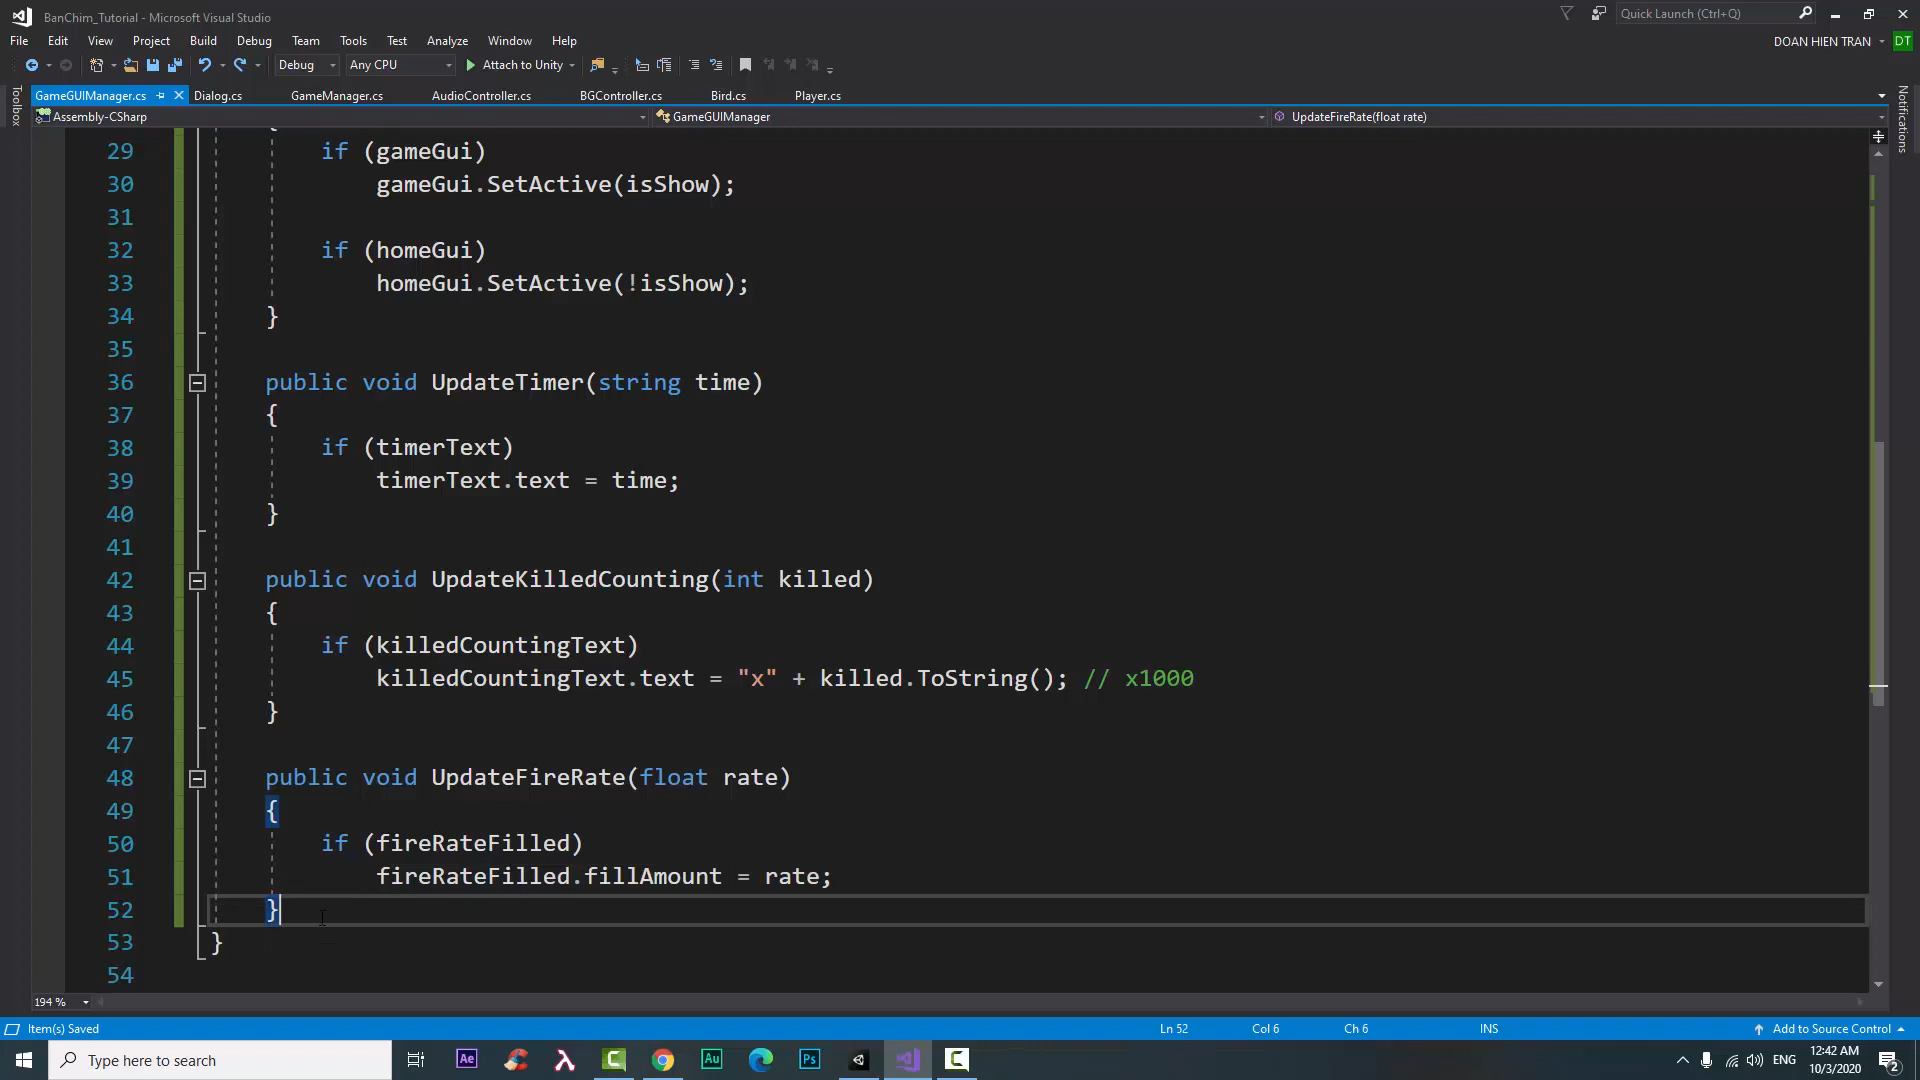 BanChim_Tutorial - Microsoft Visual Studio
Quick Launch (Ctrl+Q)
File Edit View Project Build Debug Team Tools Test Analyze Window Help
DOAN HIEN TRAN DT
Debug Any CPU Attach to Unity
Toolbox
GameGUIManager.cs Dialog.cs GameManager.cs AudioController.cs BGController.cs Bird.cs Player.cs
Notifications
Assembly-CSharp GameGUIManager UpdateFireRate(float rate)
{
29 if (gameGui)
30 gameGui.SetActive(isShow);
31
32 if (homeGui)
33 homeGui.SetActive(!isShow);
34 }
35
36 public void UpdateTimer(string time)
37 {
38 if (timerText)
39 timerText.text = time;
40 }
41
42 public void UpdateKilledCounting(int killed)
43 {
44 if (killedCountingText)
45 killedCountingText.text = "x" + killed.ToString(); // x1000
46 }
47
48 public void UpdateFireRate(float rate)
49 {
50 if (fireRateFilled)
51 fireRateFilled.fillAmount = rate;
52 }
53 }
54
194 %
Item(s) Saved Ln 52 Col 6 Ch 6 INS Add to Source Control
Type here to search
Ae Au Ps
ENG
12:42 AM
10/3/2020
2